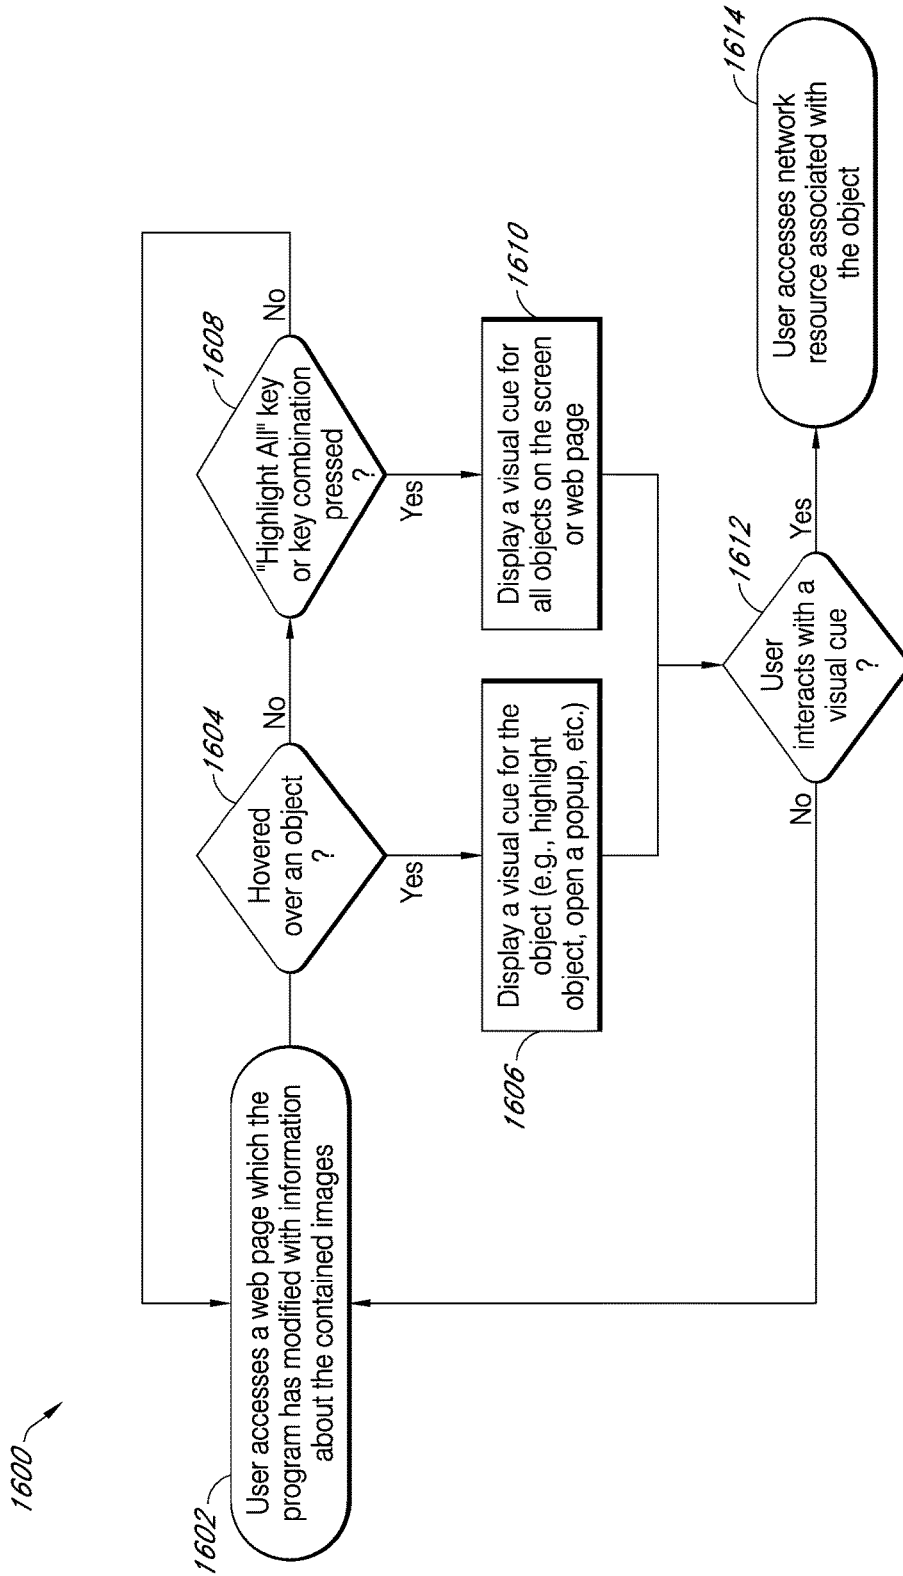 1600
1602
User accesses a web page which the
program has modified with information
about the contained images
1604
Hovered
over an object
?
No
Yes
1606
Display a visual cue for the
object (e.g., highlight
object, open a popup, etc.)
1608
"Highlight All" key
or key combination
pressed
?
No
Yes
1610
Display a visual cue for
all objects on the screen
or web page
1612
User
interacts with a
visual cue
?
No
Yes
1614
User accesses network
resource associated with
the object